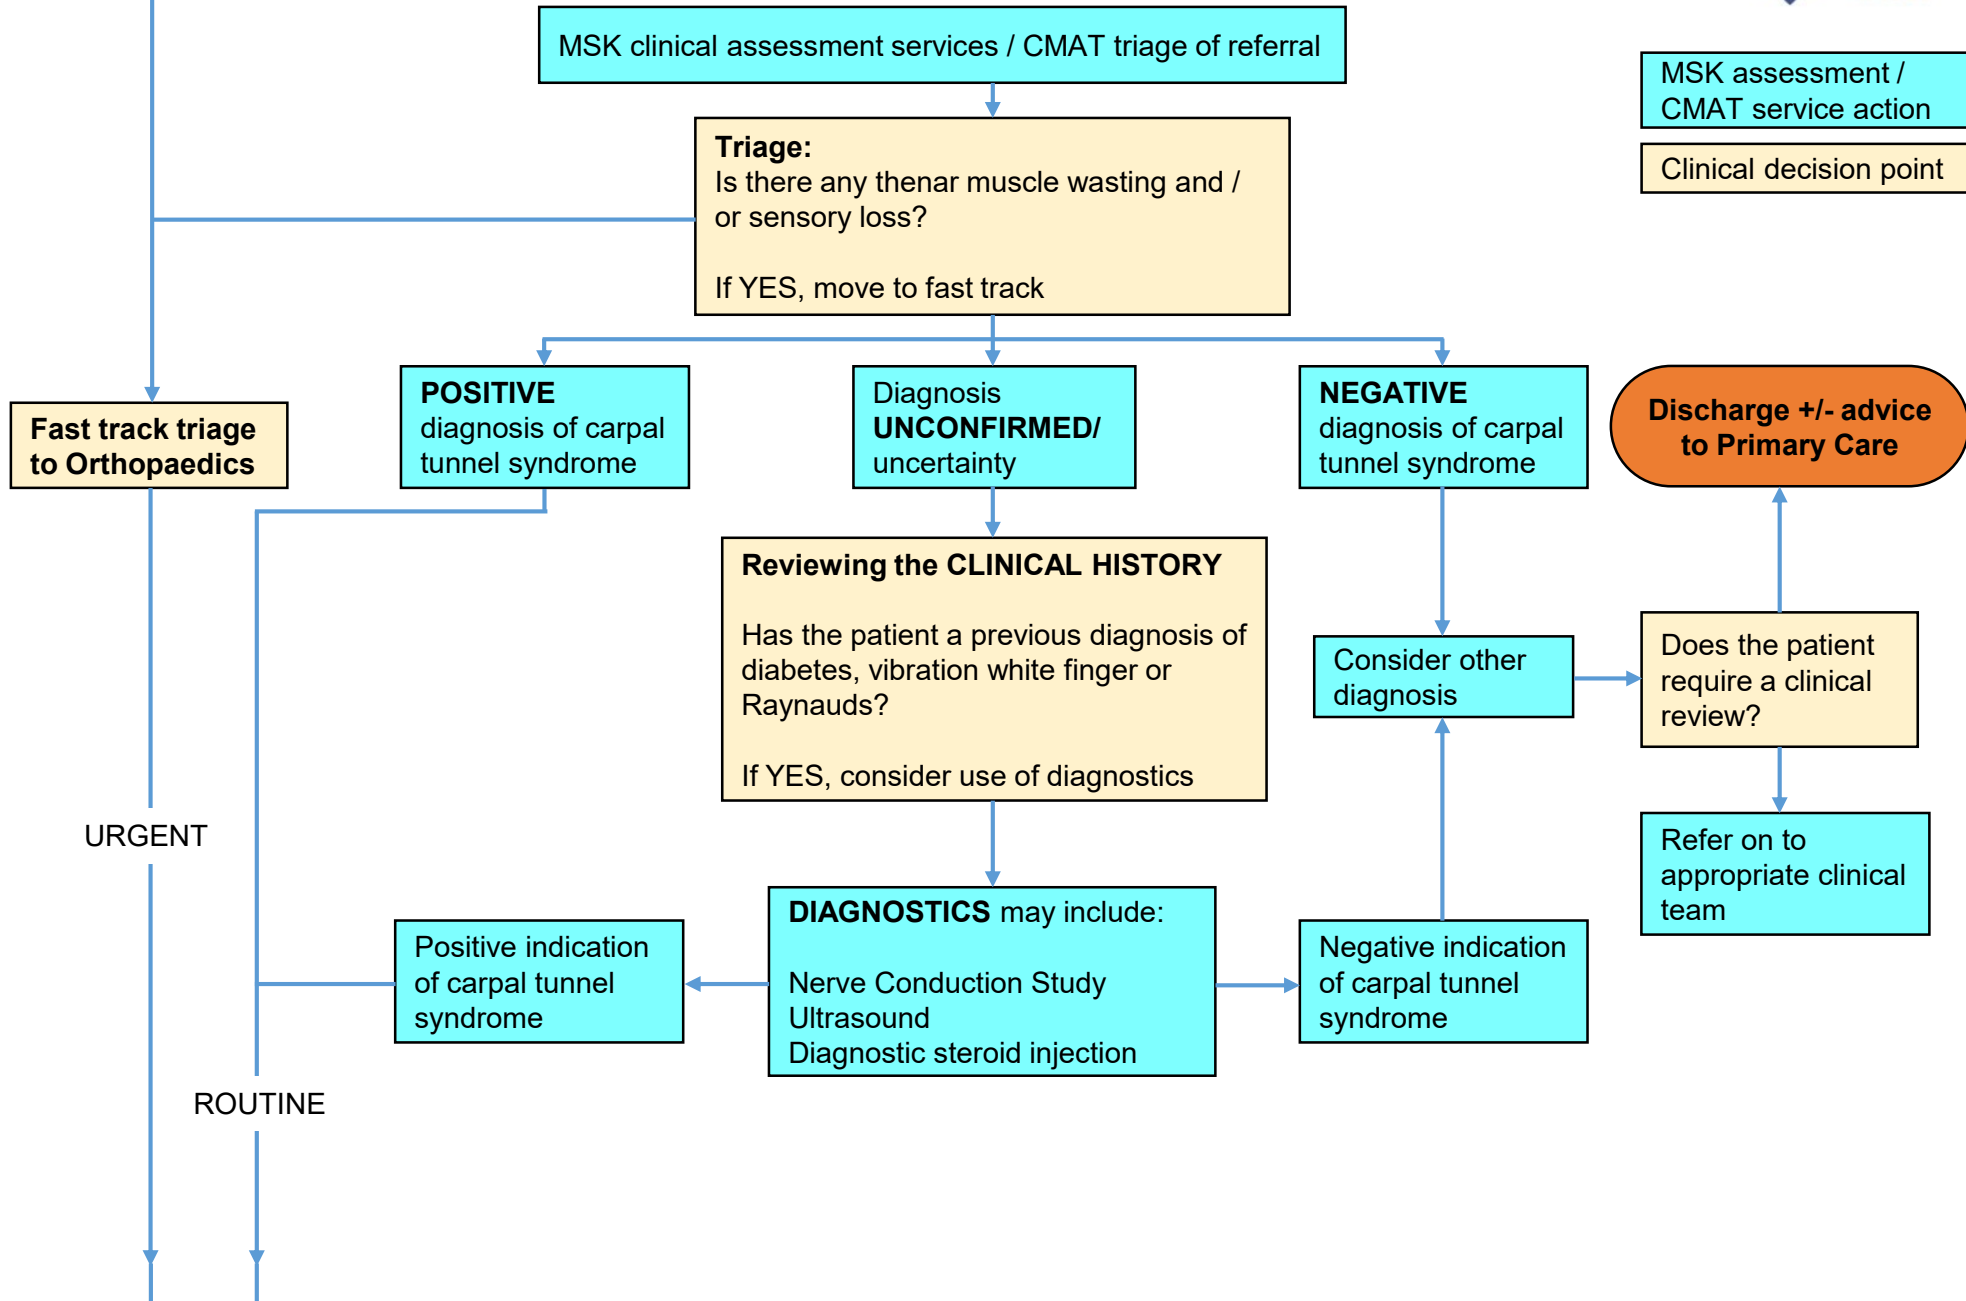 MSK clinical assessment services / CMAT triage of referral
MSK assessment /
CMAT service action
Clinical decision point
Triage:
Is there any thenar muscle wasting and /
or sensory loss?
If YES, move to fast track
Fast track triage
to Orthopaedics
POSITIVE
diagnosis of carpal
tunnel syndrome
Diagnosis
UNCONFIRMED/
uncertainty
NEGATIVE
diagnosis of carpal
tunnel syndrome
Discharge +/- advice
to Primary Care
Reviewing the CLINICAL HISTORY
Has the patient a previous diagnosis of
diabetes, vibration white finger or
Raynauds?
If YES, consider use of diagnostics
Consider other
diagnosis
Does the patient
require a clinical
review?
URGENT
Refer on to
appropriate clinical
team
Positive indication
of carpal tunnel
syndrome
DIAGNOSTICS may include:
Nerve Conduction Study
Ultrasound
Diagnostic steroid injection
Negative indication
of carpal tunnel
syndrome
ROUTINE